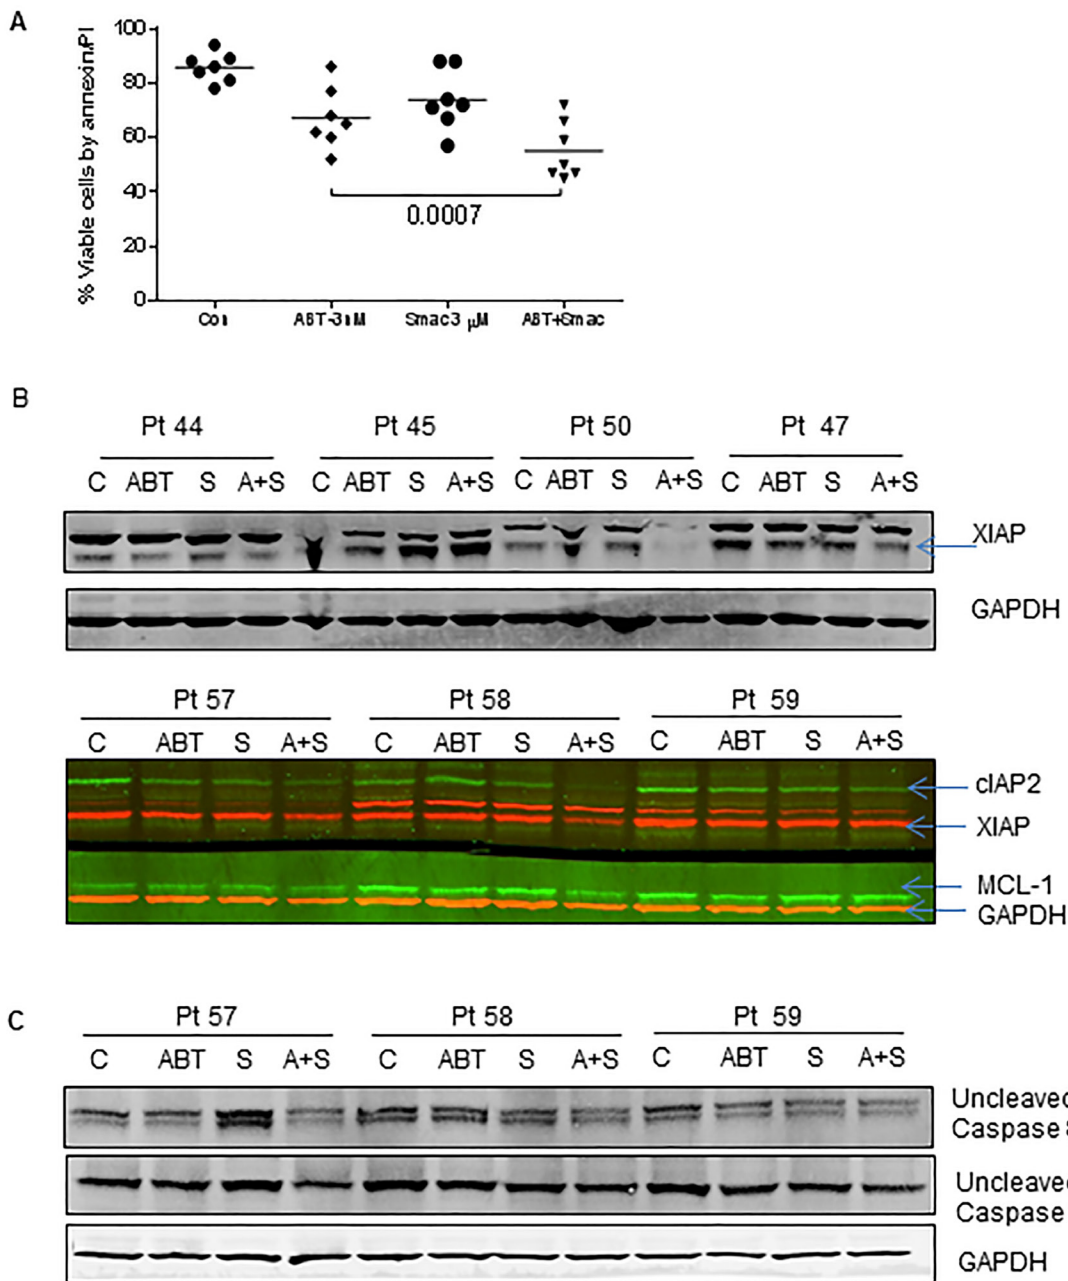 A
% Viable cells by annexin/PI
100
80
60
40
20
0
0.0007
Con
ABT-3nM
Smac3 μM
ABT+Smac
B
Pt 44 Pt 45 Pt 50 Pt 47
C ABT S A+S C ABT S A+S C ABT S A+S C ABT S A+S
XIAP
GAPDH
Pt 57 Pt 58 Pt 59
C ABT S A+S C ABT S A+S C ABT S A+S
cIAP2
XIAP
MCL-1
GAPDH
C
Pt 57 Pt 58 Pt 59
C ABT S A+S C ABT S A+S C ABT S A+S
Uncleaved
Caspase
Uncleaved
Caspase
GAPDH